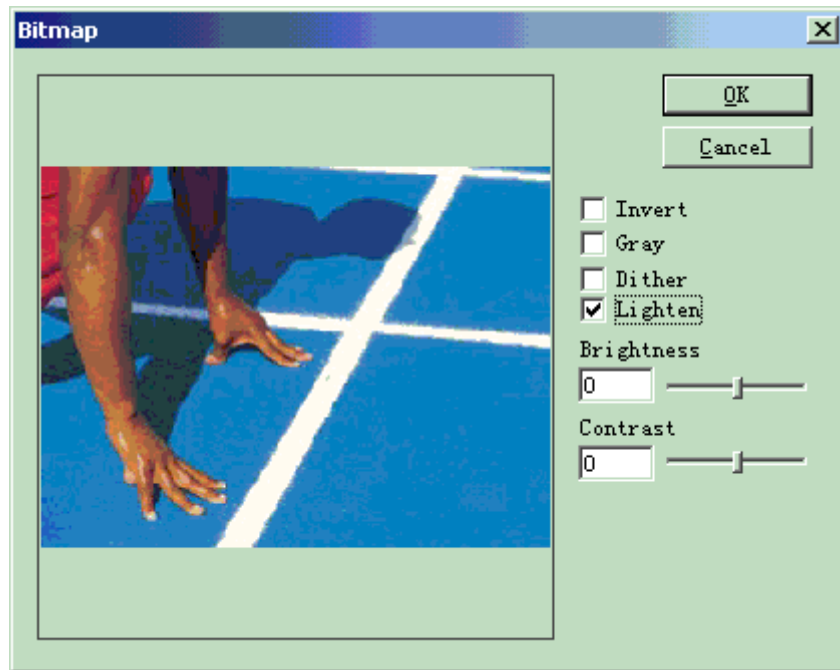 Bitmap
OK
Cancel
Invert
Gray
Dither
Lighten
Brightness
0
Contrast
0